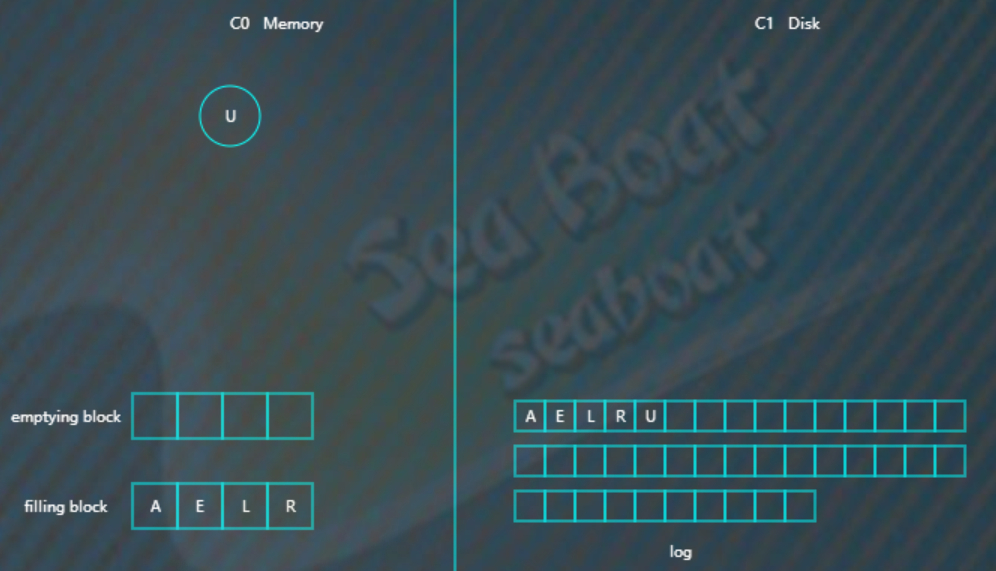 C0 Memory
C1 Disk
U
Sea Boat
seaboat
emptying block
A E L R U
filling block
A E L R
log